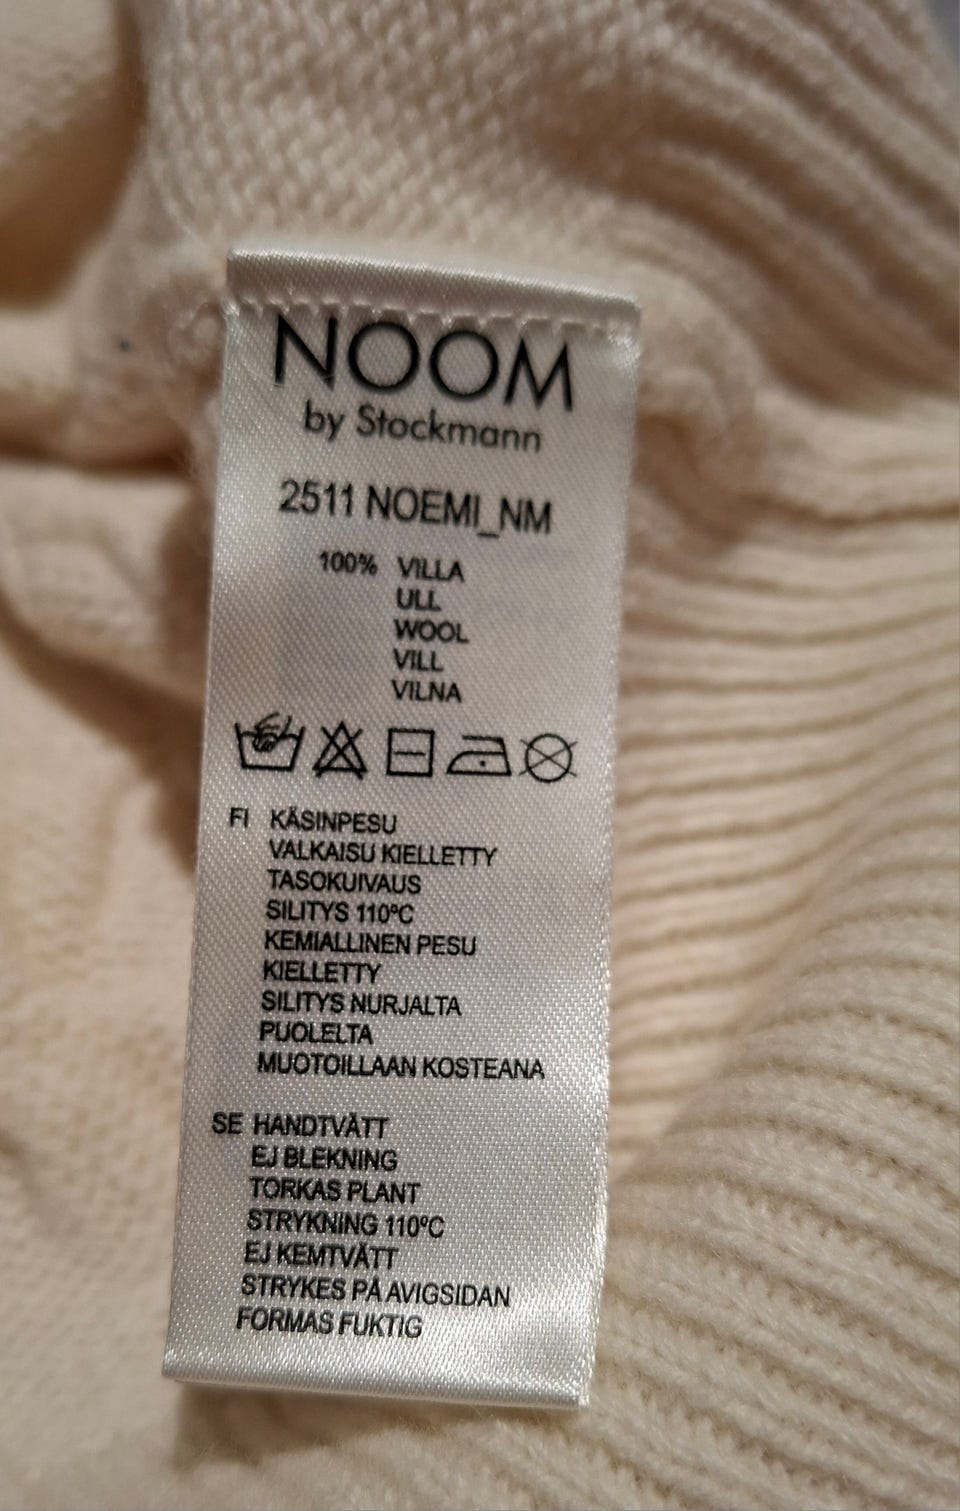 NOOM
by Stockmann
2511 NOEMI_NM
100% VILLA
ULL
WOOL
VILL
VILNA
FI KÄSINPESU
VALKAISU KIELLETTY
TASOKUIVAUS
SILITYS 110ºC
KEMIALLINEN PESU
KIELLETTY
SILITYS NURJALTA
PUOLELTA
MUOTOILLAAN KOSTEANA
SE HANDTVÄTT
EJ BLEKNING
TORKAS PLANT
STRYKNING 110ºC
EJ KEMTVÄTT
STRYKES PÅ AVIGSIDAN
FORMAS FUKTIG